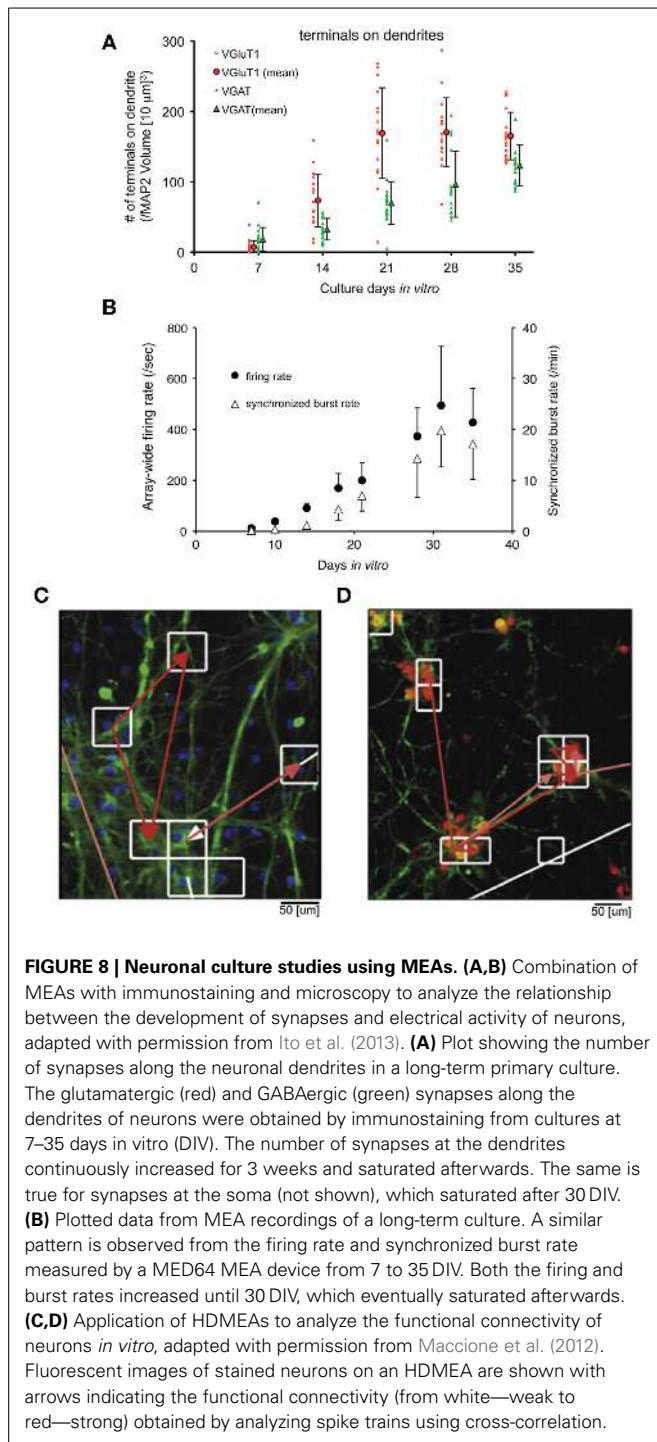 A
terminals on dendrites
# of terminals on dendrite
(/MAP2 Volume [10 μm]³)
300
200
100
0
VGluT1
VGluT1 (mean)
VGAT
VGAT(mean)
0 7 14 21 28 35
Culture days in vitro
B
Array-wide firing rate (/sec)
800
600
400
200
0
firing rate
synchronized burst rate
40
30
20
10
0
Synchronized burst rate (/min)
0 10 20 30 40
Days in vitro
C
D
50 [um]
50 [um]
FIGURE 8 | Neuronal culture studies using MEAs. (A,B) Combination of
MEAs with immunostaining and microscopy to analyze the relationship
between the development of synapses and electrical activity of neurons,
adapted with permission from Ito et al. (2013). (A) Plot showing the number
of synapses along the neuronal dendrites in a long-term primary culture.
The glutamatergic (red) and GABAergic (green) synapses along the
dendrites of neurons were obtained by immunostaining from cultures at
7–35 days in vitro (DIV). The number of synapses at the dendrites
continuously increased for 3 weeks and saturated afterwards. The same is
true for synapses at the soma (not shown), which saturated after 30 DIV.
(B) Plotted data from MEA recordings of a long-term culture. A similar
pattern is observed from the firing rate and synchronized burst rate
measured by a MED64 MEA device from 7 to 35 DIV. Both the firing and
burst rates increased until 30 DIV, which eventually saturated afterwards.
(C,D) Application of HDMEAs to analyze the functional connectivity of
neurons in vitro, adapted with permission from Maccione et al. (2012).
Fluorescent images of stained neurons on an HDMEA are shown with
arrows indicating the functional connectivity (from white—weak to
red—strong) obtained by analyzing spike trains using cross-correlation.